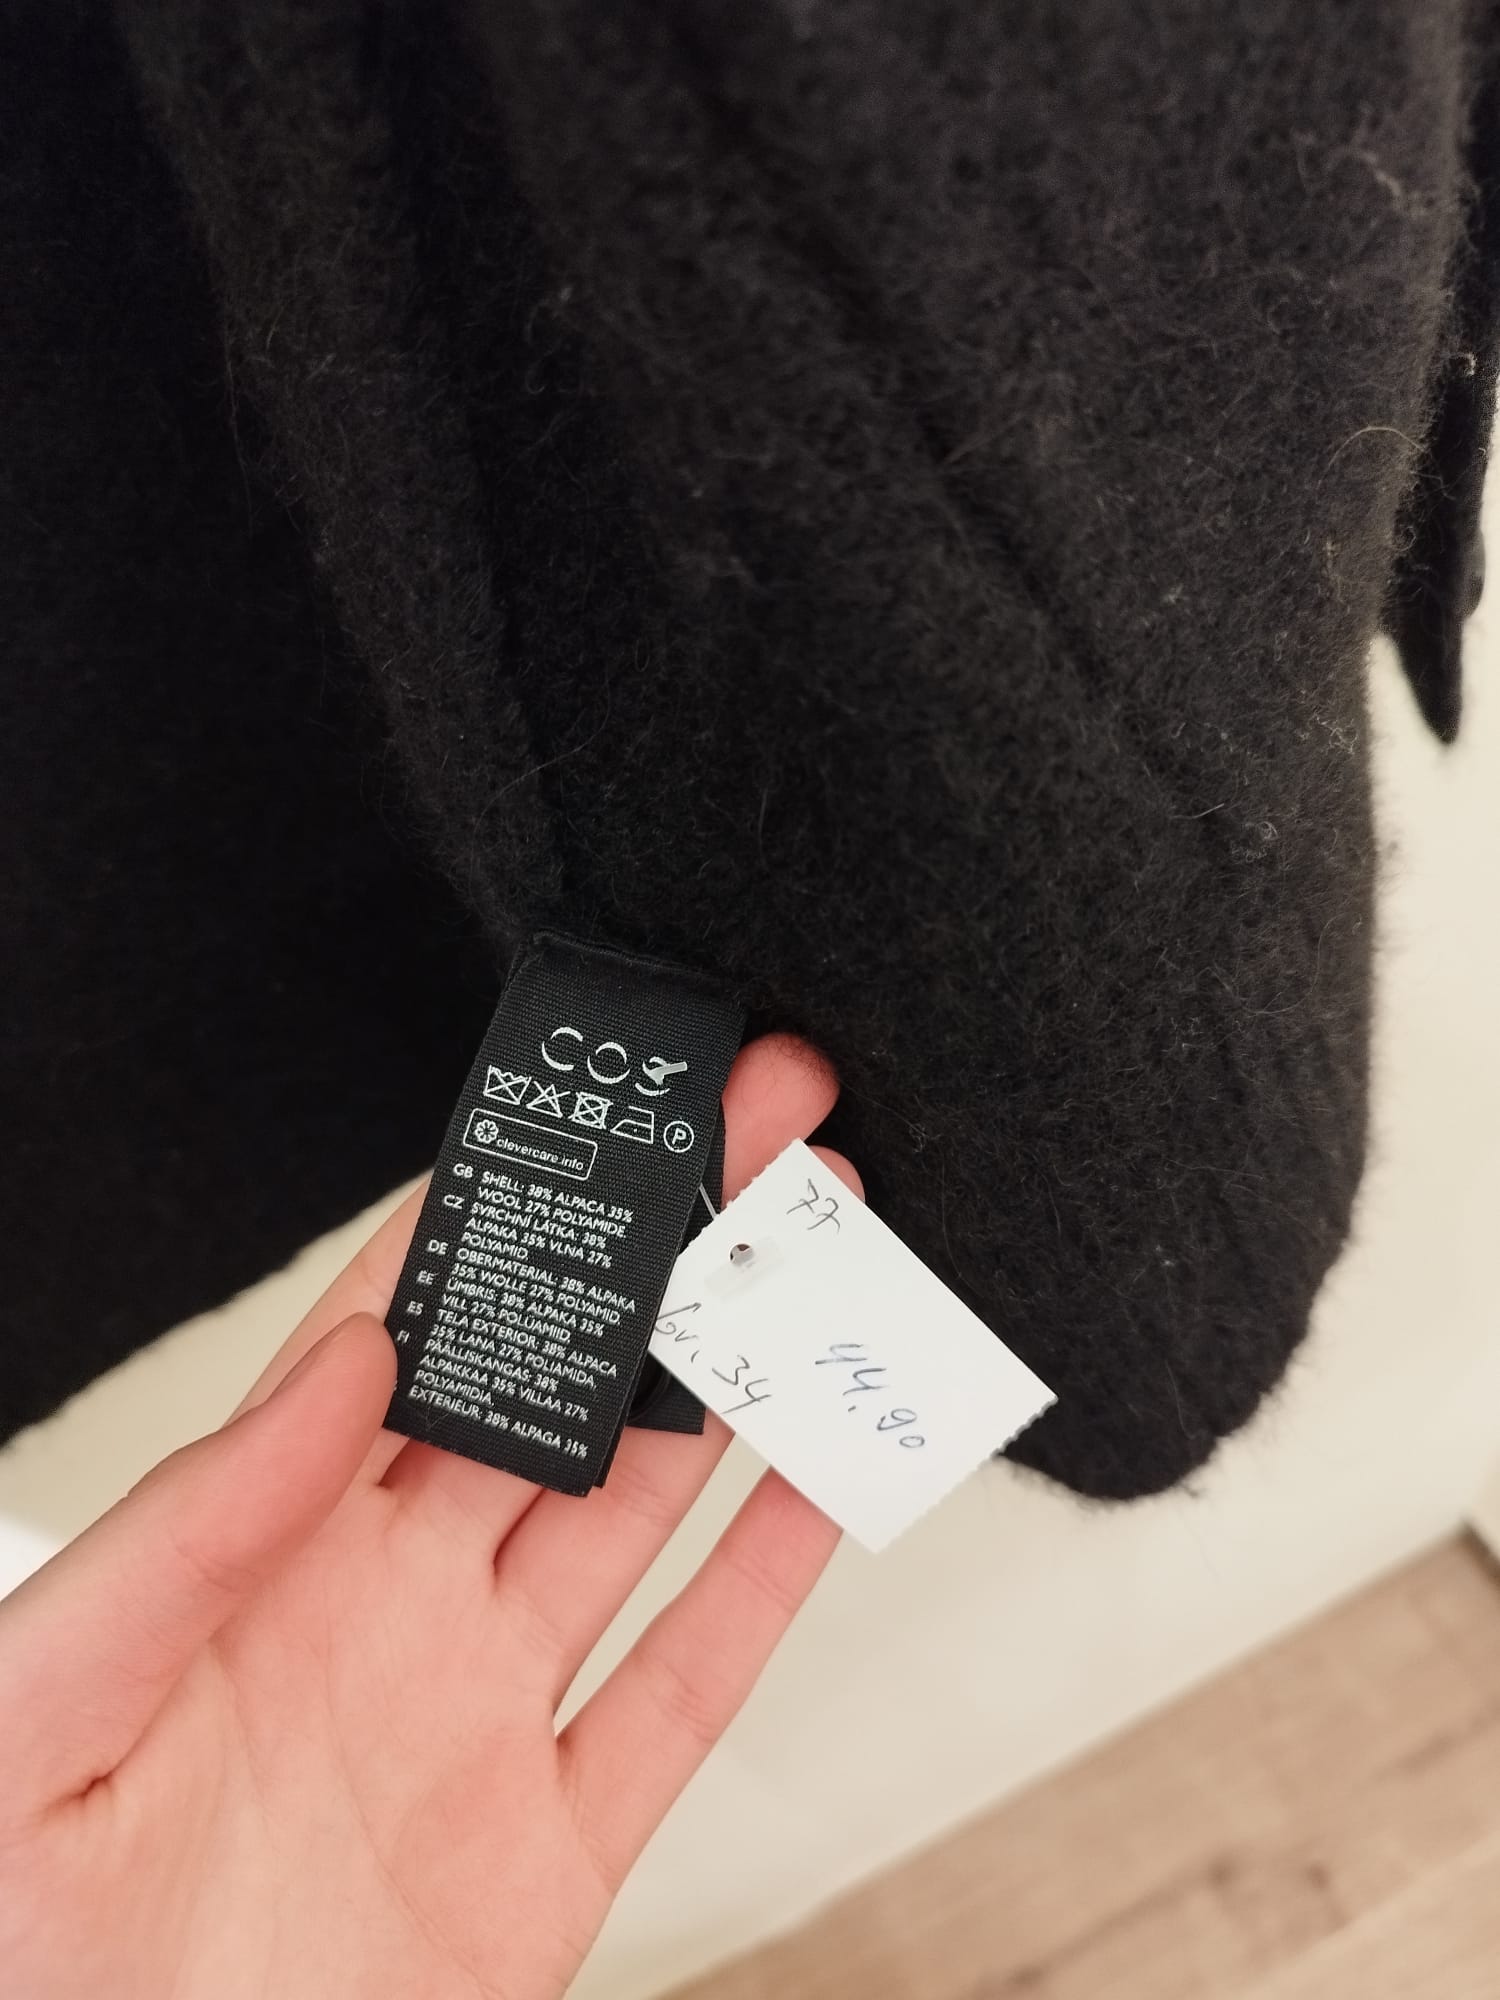 COS
clevercare.info
GB SHELL: 38% ALPACA 35%
WOOL 27% POLYAMIDE
CZ SVRCHNÍ LÁTKA: 38%
ALPAKA 35% VLNA 27%
POLYAMID
DE OBERMATERIAL: 38% ALPAKA
35% WOLLE 27% POLYAMID
EE ÜMBRIS: 38% ALPAKA 35%
VILL 27% POLÜAMIID
ES TELA EXTERIOR: 38% ALPACA
35% LANA 27% POLIAMIDA
FI PÄÄLLISKANGAS: 38%
ALPAKKAA 35% VILLAA 27%
POLYAMIDIA
EXTÉRIEUR: 38% ALPAGA 35%
P
77
44.90
34